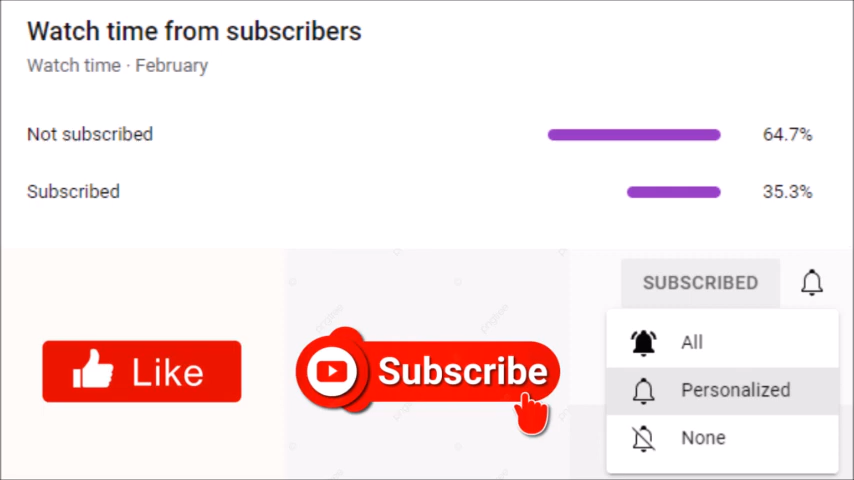 Watch time from subscribers
Watch time · February
Not subscribed 64.7%
Subscribed 35.3%
Like
Subscribe
SUBSCRIBED
All
Personalized
None